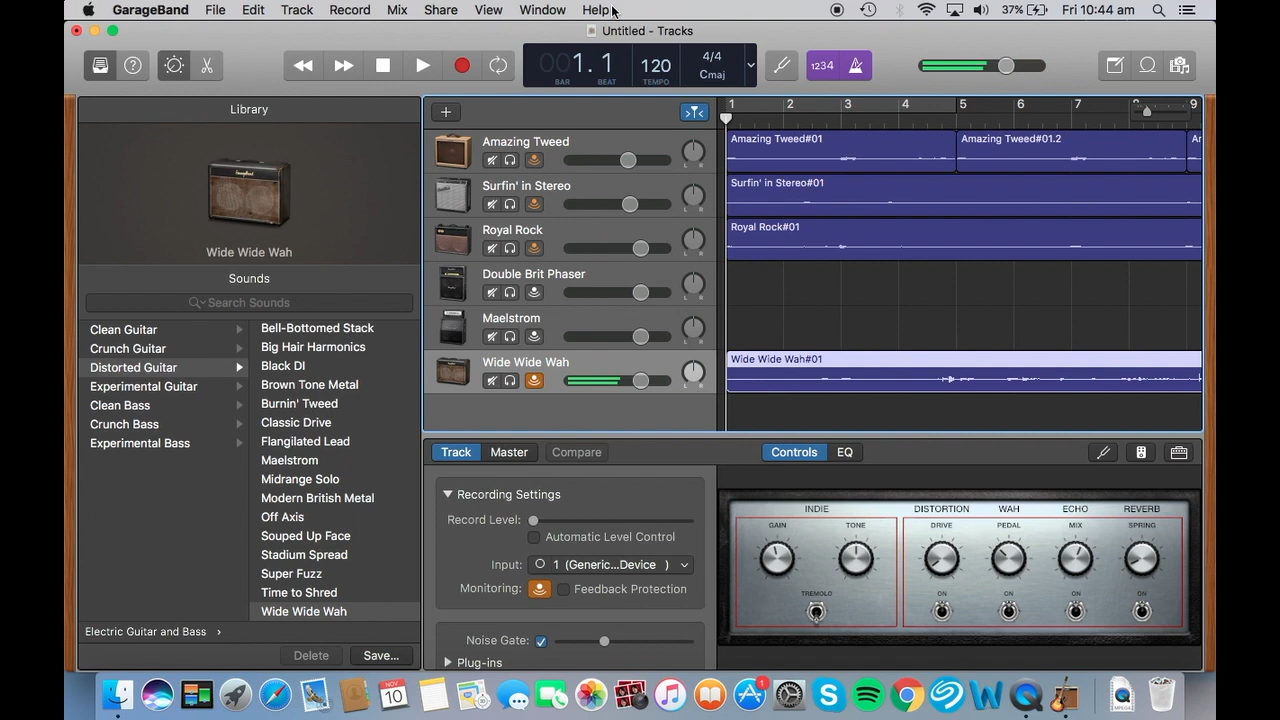 GarageBand File Edit Track Record Mix Share View Window Help 37% Fri 10:44 am
Untitled - Tracks
001. 1
BAR BEAT
120
TEMPO
4/4
Cmaj
1234
Library
Wide Wide Wah
Sounds
Search Sounds
Clean Guitar
Crunch Guitar
Distorted Guitar
Experimental Guitar
Clean Bass
Crunch Bass
Experimental Bass
Bell-Bottomed Stack
Big Hair Harmonics
Black DI
Brown Tone Metal
Burnin' Tweed
Classic Drive
Flangilated Lead
Maelstrom
Midrange Solo
Modern British Metal
Off Axis
Souped Up Face
Stadium Spread
Super Fuzz
Time to Shred
Wide Wide Wah
Electric Guitar and Bass
Delete Save...
1 2 3 4 5 6 7 8 9
Amazing Tweed
L R
Amazing Tweed#01 Amazing Tweed#01.2
Surfin' in Stereo
L R
Surfin' in Stereo#01
Royal Rock
L R
Royal Rock#01
Double Brit Phaser
L R
Maelstrom
L R
Wide Wide Wah
L R
Wide Wide Wah#01
Track Master Compare
Controls EQ
Recording Settings
Record Level:
Automatic Level Control
Input: 1 (Generic...Device )
Monitoring: Feedback Protection
Noise Gate:
Plug-ins
INDIE DISTORTION WAH ECHO REVERB
GAIN TONE DRIVE PEDAL MIX SPRING
TREMOLO ON ON ON ON
NOV
10
1